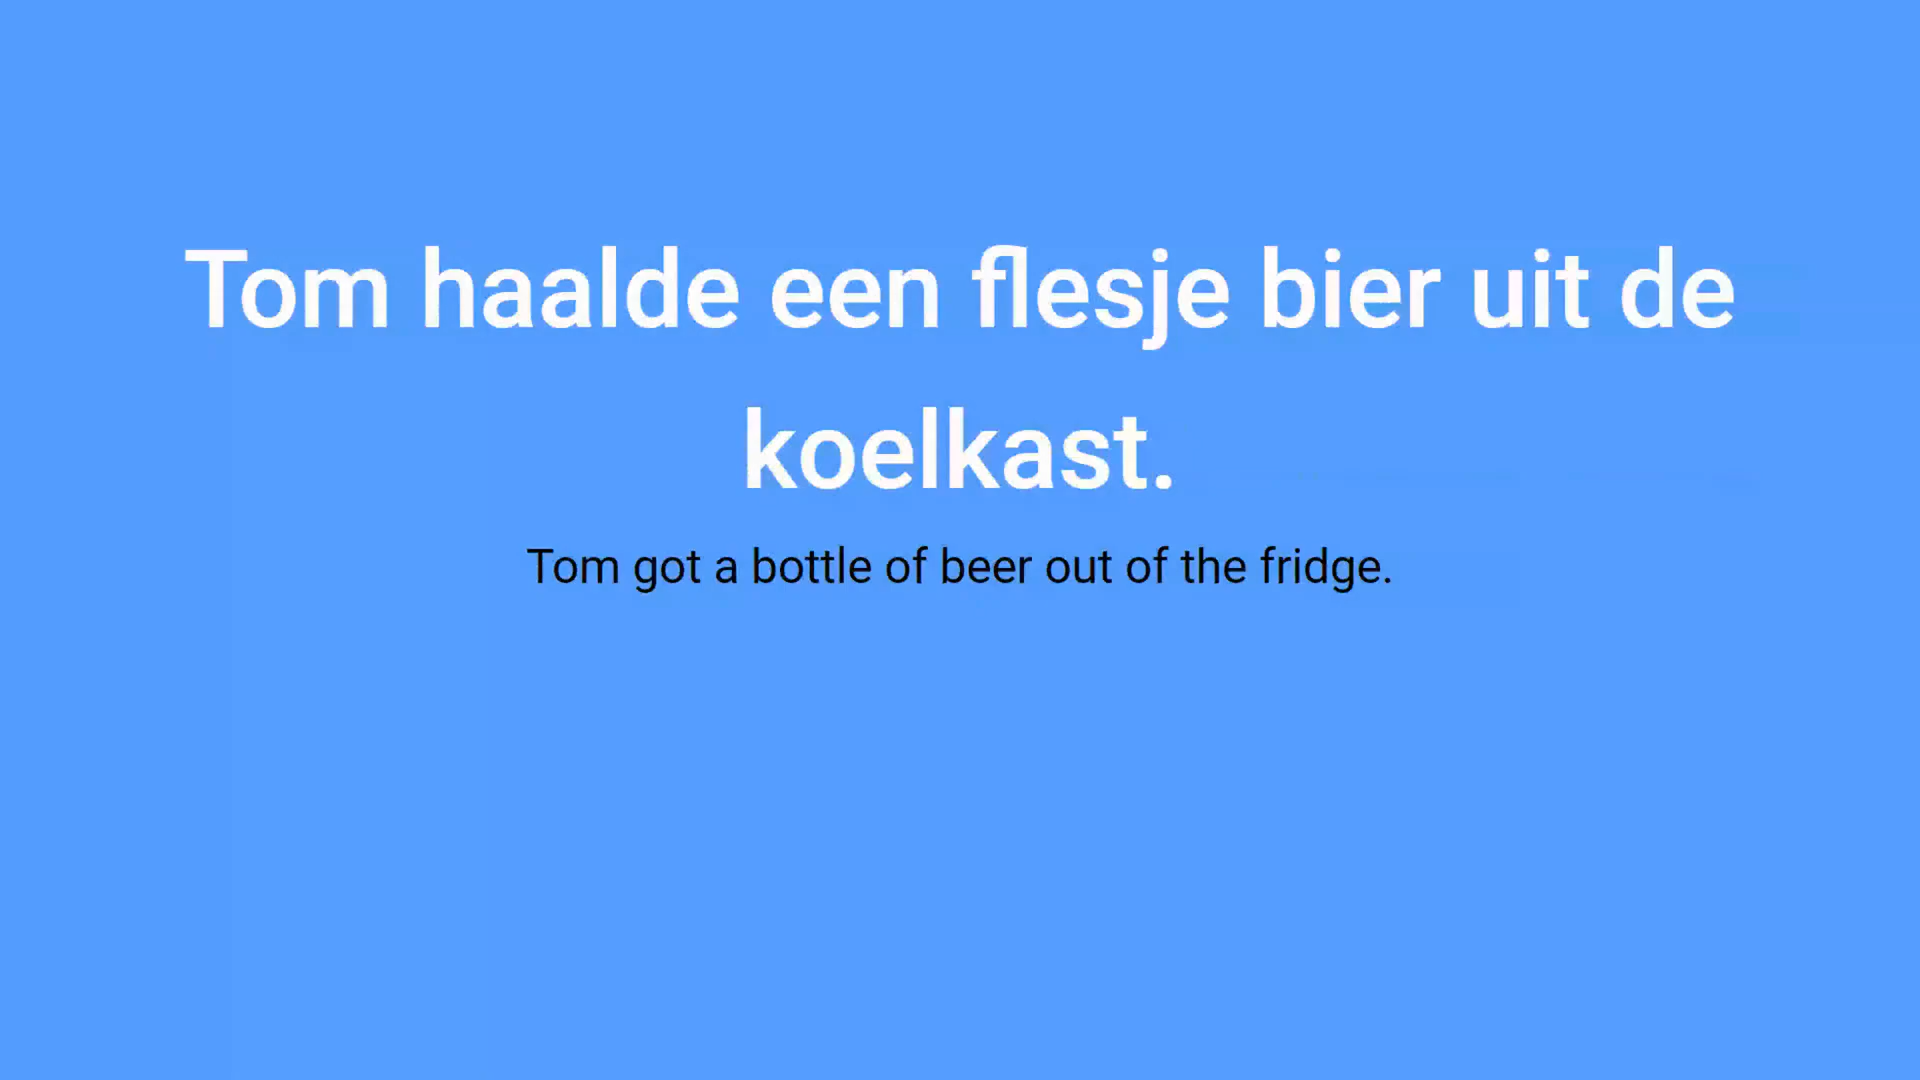 Tom haalde een flesje bier uit de
koelkast.
Tom got a bottle of beer out of the fridge.